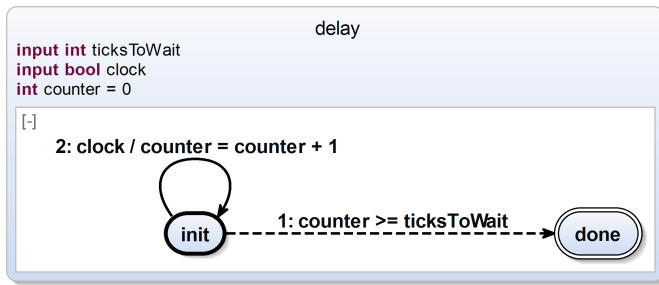 delay
input int ticksToWait
input bool clock
int counter = 0
[-]
2: clock / counter = counter + 1
1: counter >= ticksToWait
init
done